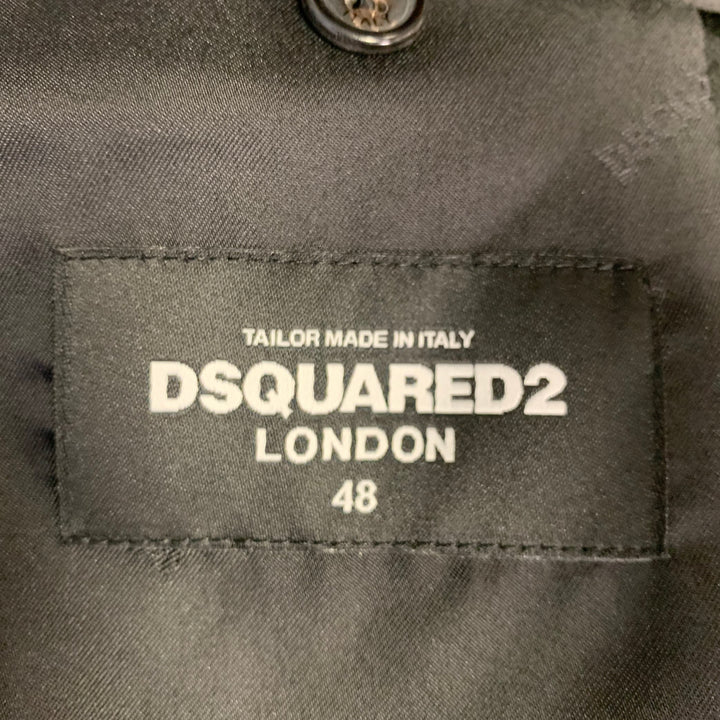 TAILOR MADE IN ITALY
DSQUARED2
LONDON
48